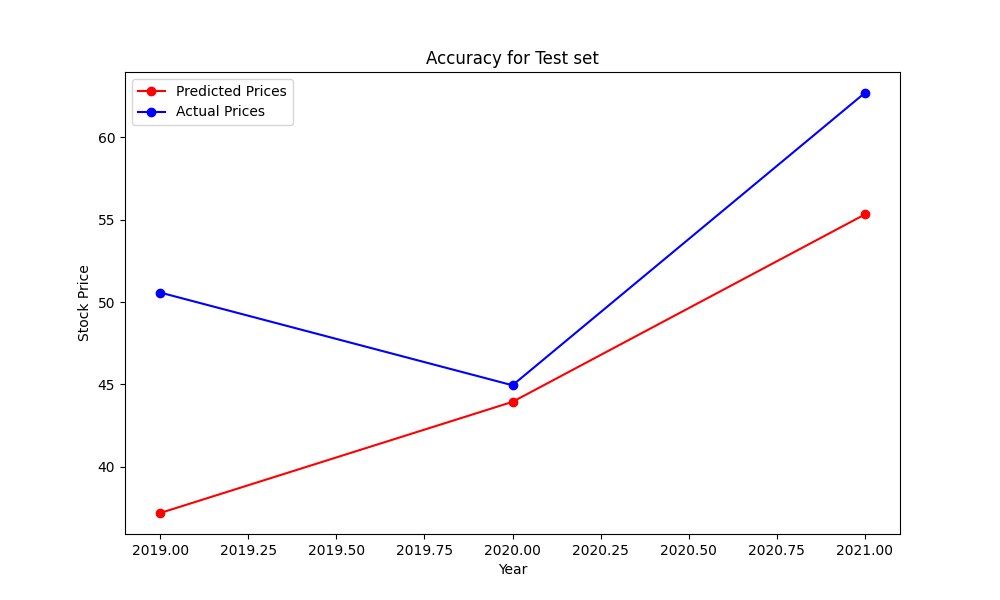 Accuracy for Test set
Predicted Prices
Actual Prices
60
55
50
45
40
Stock Price
2019.00 2019.25 2019.50 2019.75 2020.00 2020.25 2020.50 2020.75 2021.00
Year